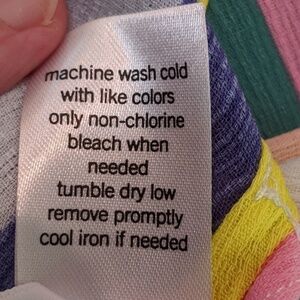 machine wash cold
with like colors
only non-chlorine
bleach when
needed
tumble dry low
remove promptly
cool iron if needed